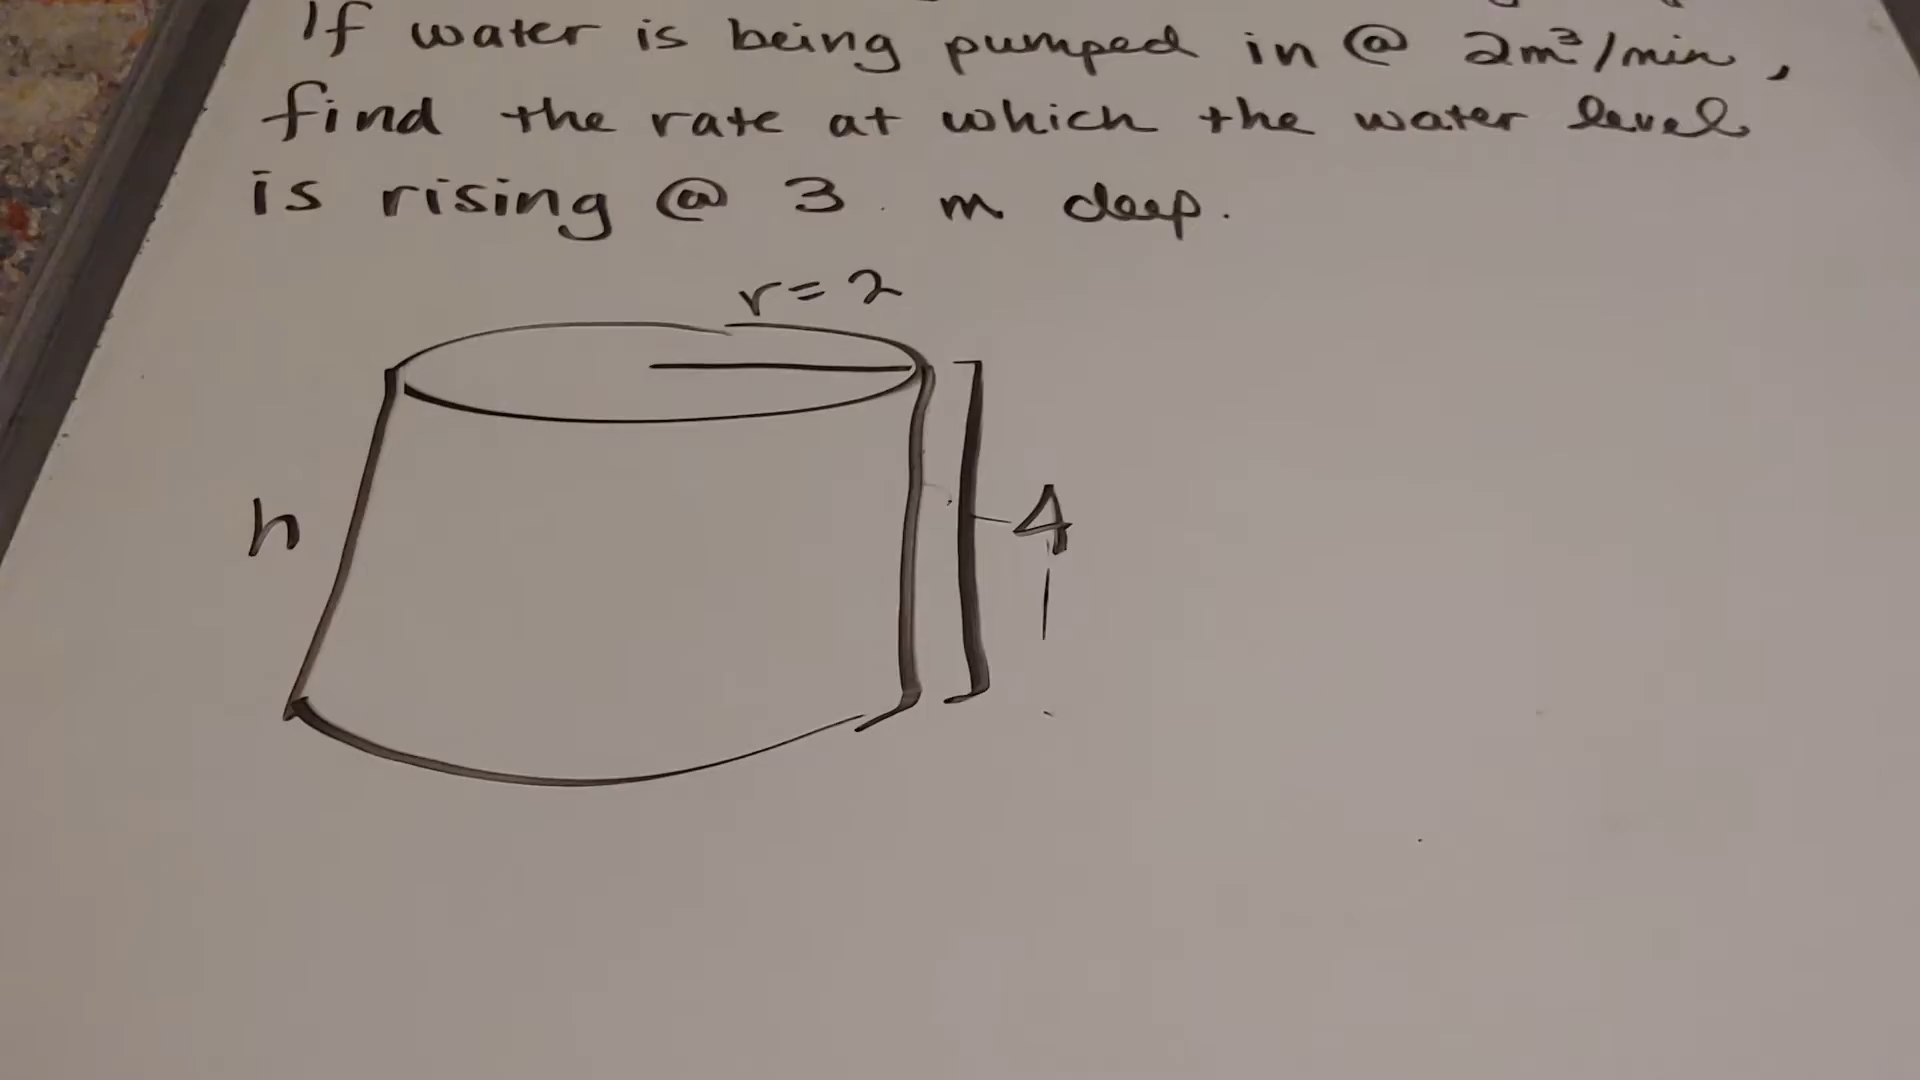 If water is being pumped in @ 2m³/min,
find the rate at which the water level
is rising @ 3 m deep.
r = 2
h
4